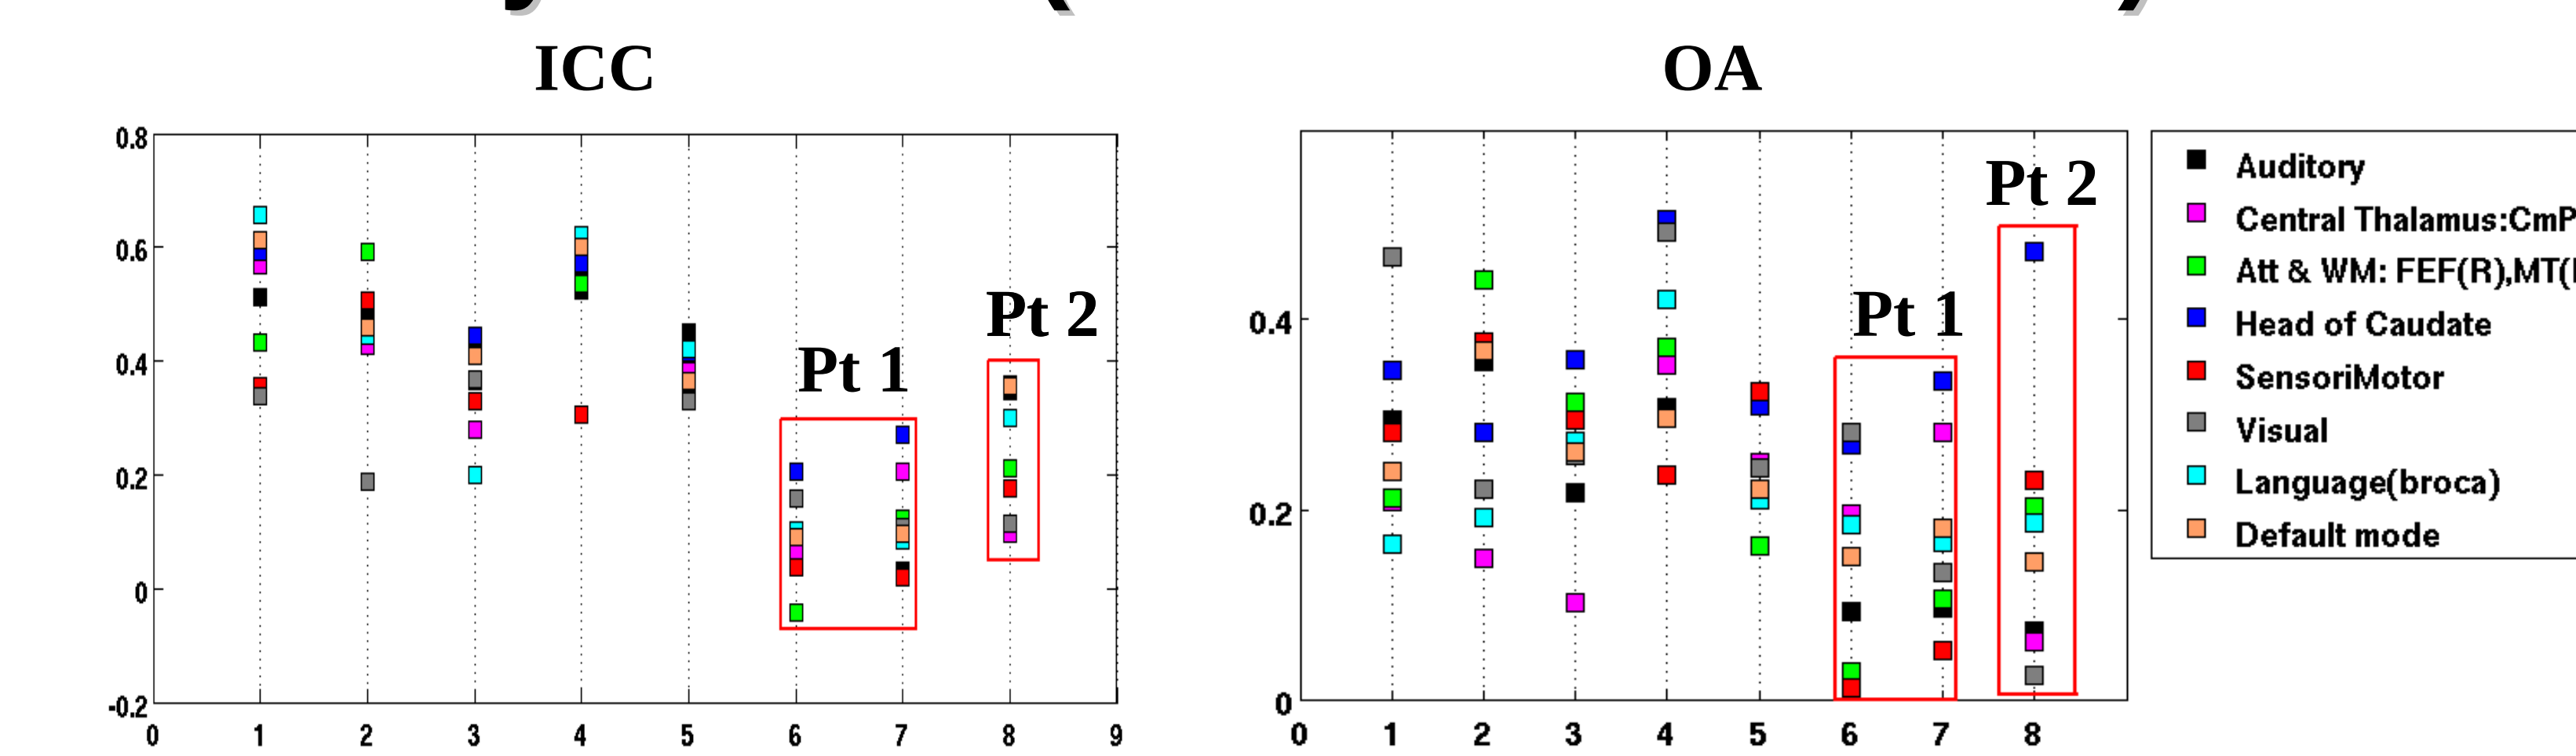 ICC
OA
0.8
0.6
0.4
0.2
0
-0.2
0 1 2 3 4 5 6 7 8 9
Pt 1
Pt 2
0.4
0.2
0
0 1 2 3 4 5 6 7 8
Pt 1
Pt 2
Auditory
Central Thalamus:CmP
Att & WM: FEF(R),MT(
Head of Caudate
SensoriMotor
Visual
Language(broca)
Default mode